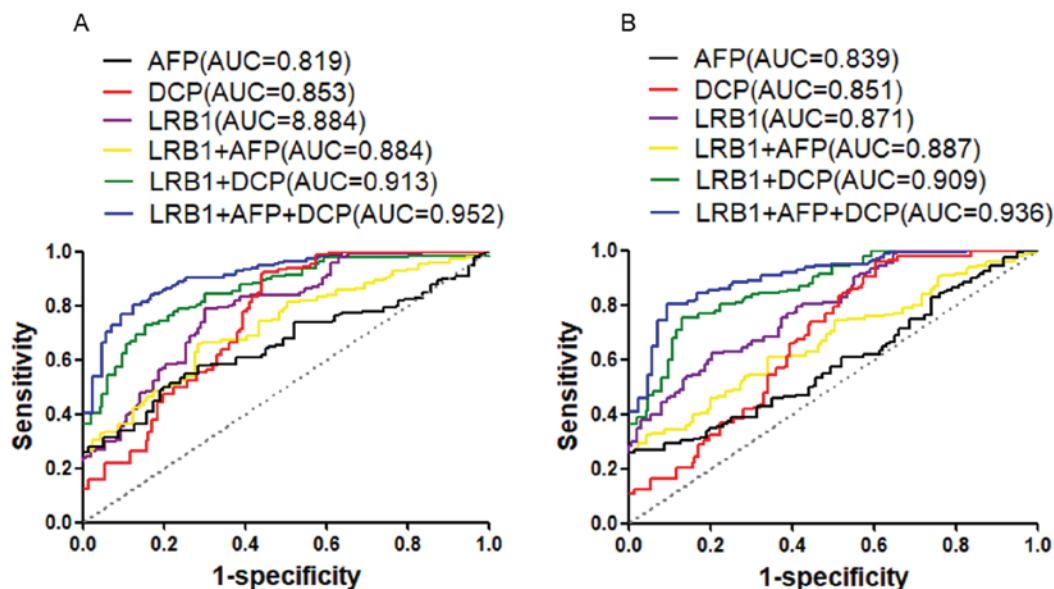 A
AFP(AUC=0.819)
DCP(AUC=0.853)
LRB1(AUC=8.884)
LRB1+AFP(AUC=0.884)
LRB1+DCP(AUC=0.913)
LRB1+AFP+DCP(AUC=0.952)
1.0
0.8
0.6
0.4
0.2
0.0
Sensitivity
0.0 0.2 0.4 0.6 0.8 1.0
1-specificity
B
AFP(AUC=0.839)
DCP(AUC=0.851)
LRB1(AUC=0.871)
LRB1+AFP(AUC=0.887)
LRB1+DCP(AUC=0.909)
LRB1+AFP+DCP(AUC=0.936)
1.0
0.8
0.6
0.4
0.2
0.0
Sensitivity
0.0 0.2 0.4 0.6 0.8 1.0
1-specificity